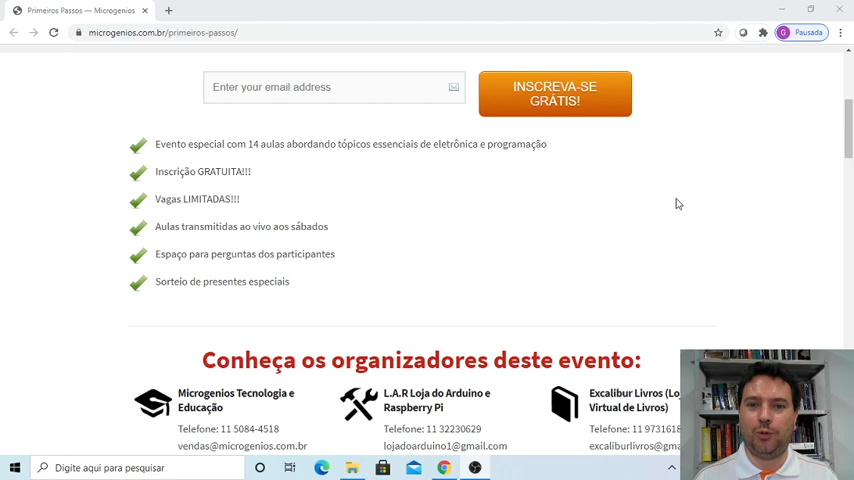 Primeiros Passos — Microgenios
microgenios.com.br/primeiros-passos/
G Pausada
Enter your email address
INSCREVA-SE
GRÁTIS!
Evento especial com 14 aulas abordando tópicos essenciais de eletrônica e programação
Inscrição GRATUITA!!!
Vagas LIMITADAS!!!
Aulas transmitidas ao vivo aos sábados
Espaço para perguntas dos participantes
Sorteio de presentes especiais
Conheça os organizadores deste evento:
Microgenios Tecnologia e
Educação
Telefone: 11 5084-4518
vendas@microgenios.com.br
L.A.R Loja do Arduino e
Raspberry Pi
Telefone: 11 32230629
lojadoarduino1@gmail.com
Excalibur Livros (Lo
Virtual de Livros)
Telefone: 11 9731618
excaliburlivros@gma
Digite aqui para pesquisar